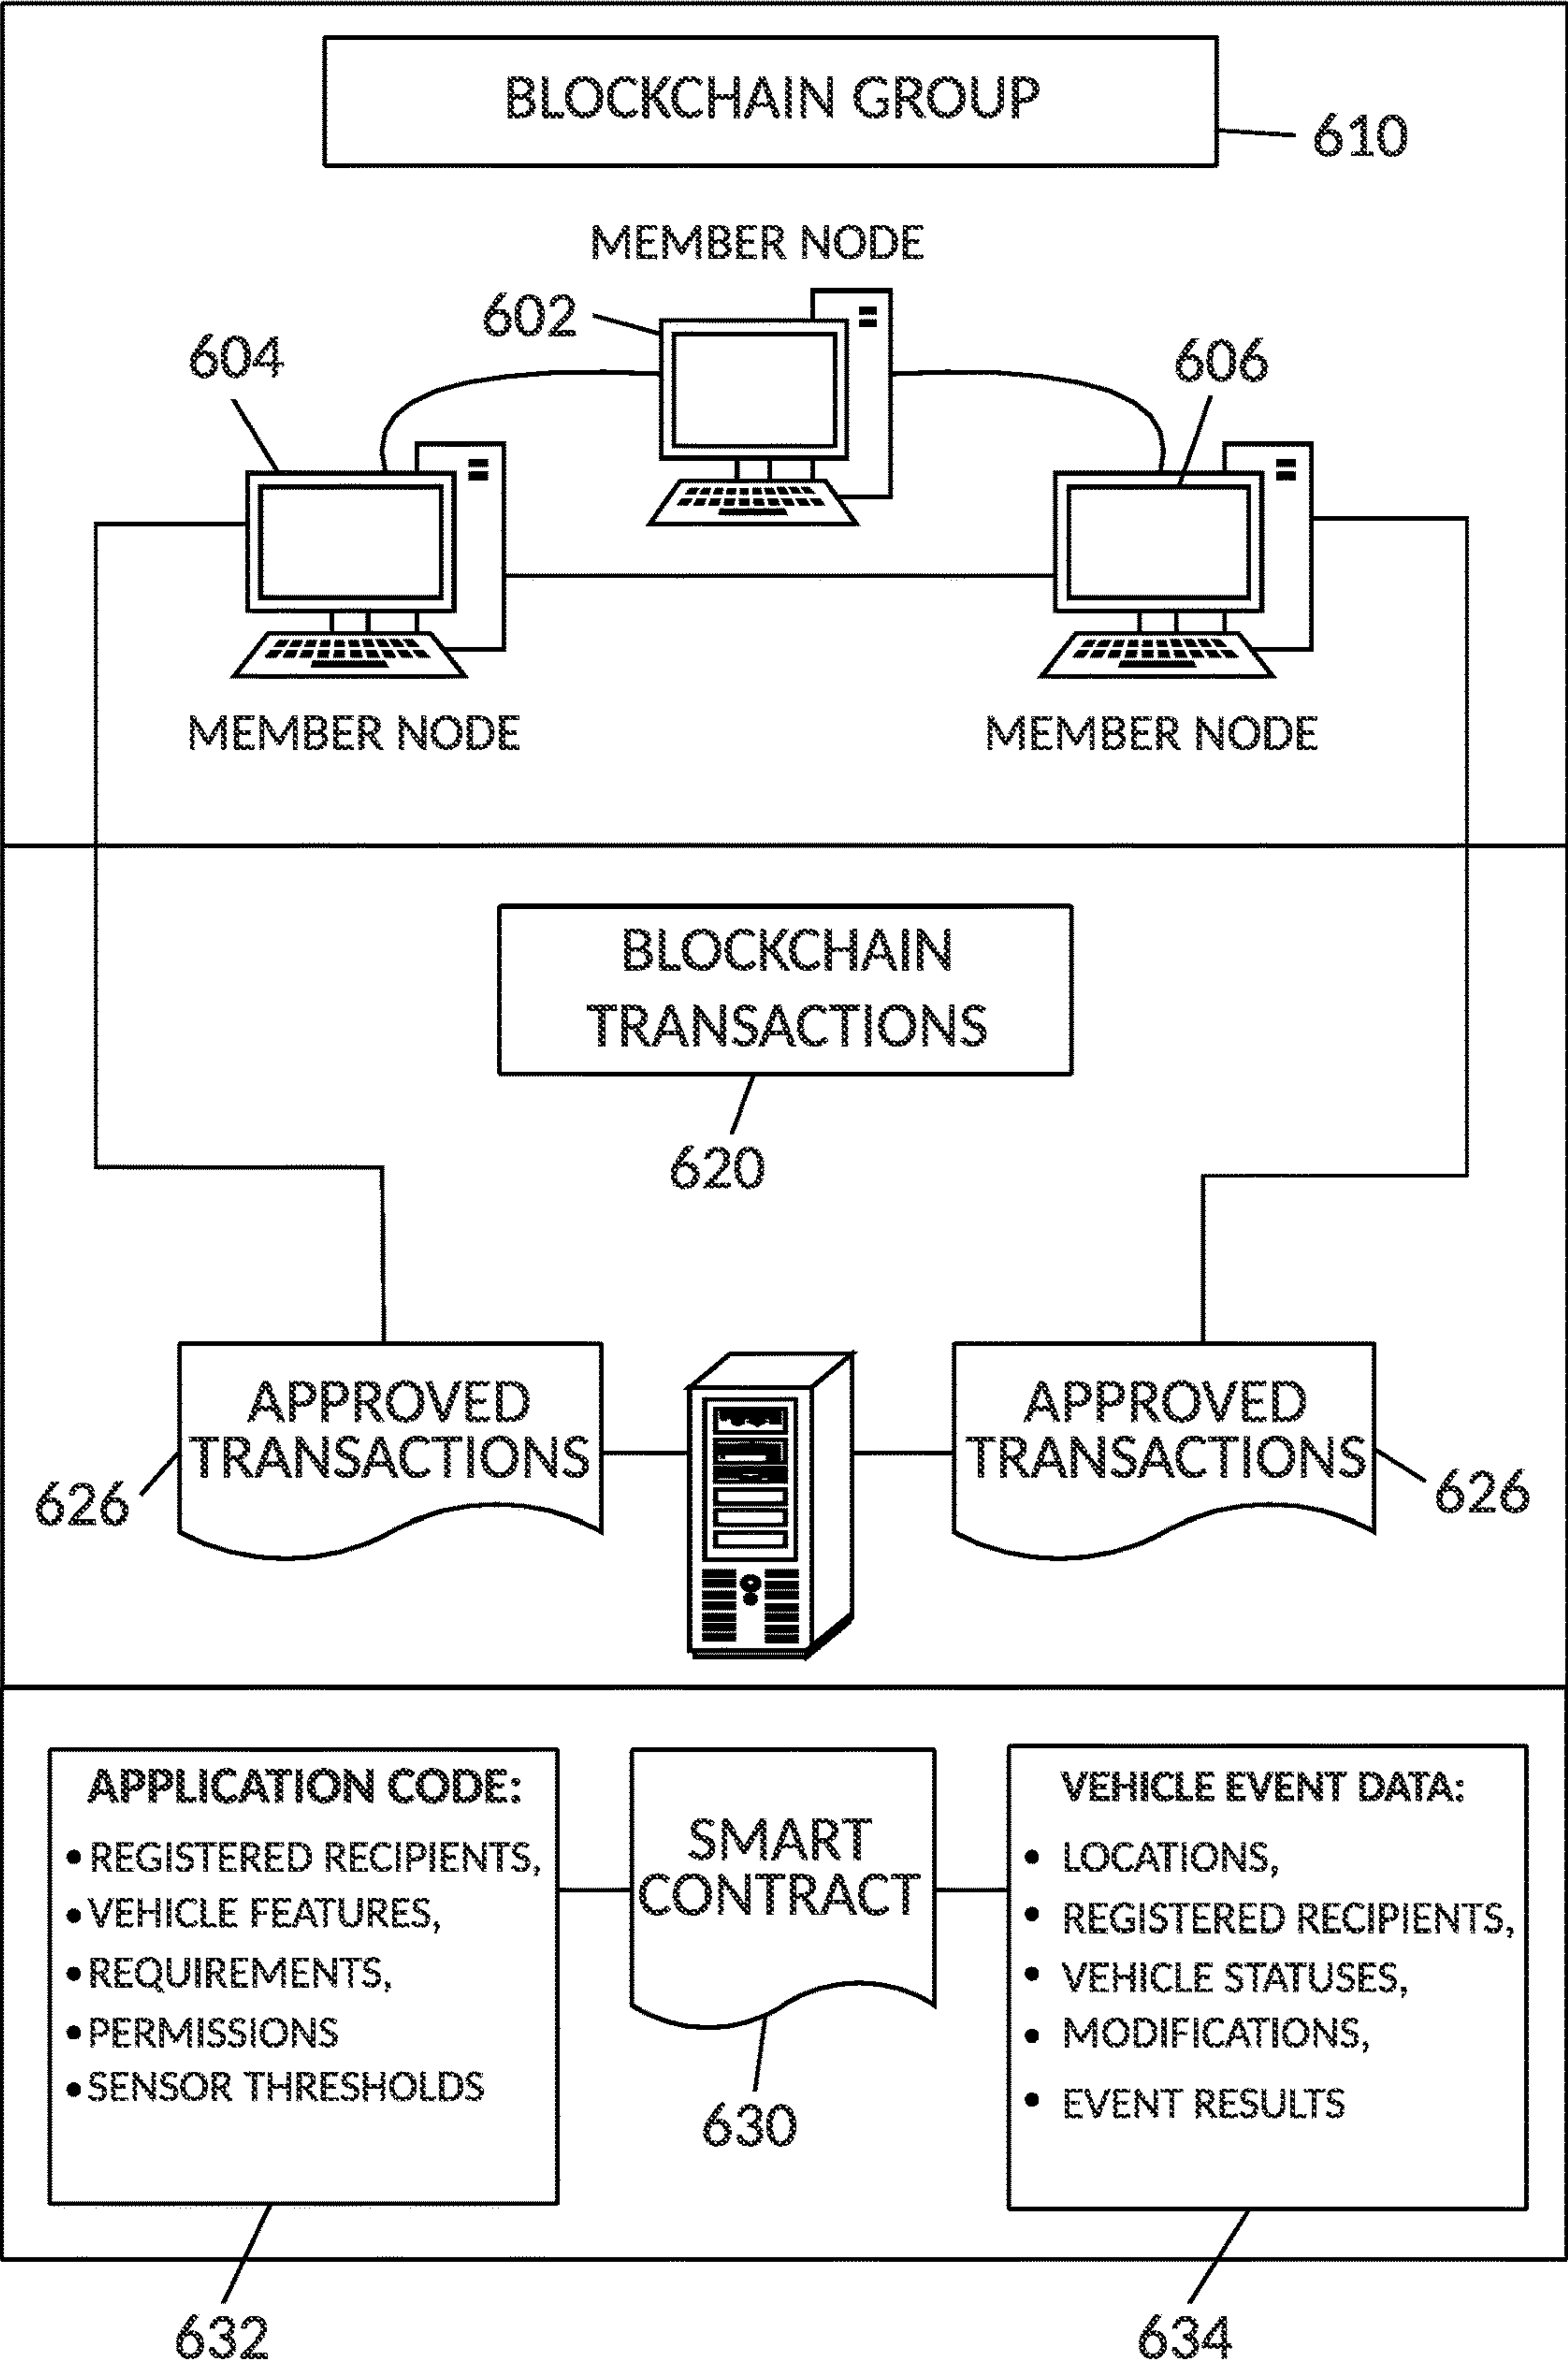 BLOCKCHAIN GROUP
610
MEMBER NODE
602
604
606
MEMBER NODE
MEMBER NODE
BLOCKCHAIN
TRANSACTIONS
620
APPROVED
TRANSACTIONS
626
APPROVED
TRANSACTIONS
626
APPLICATION CODE:
• REGISTERED RECIPIENTS,
• VEHICLE FEATURES,
• REQUIREMENTS,
• PERMISSIONS
• SENSOR THRESHOLDS
632
SMART
CONTRACT
630
VEHICLE EVENT DATA:
• LOCATIONS,
• REGISTERED RECIPIENTS,
• VEHICLE STATUSES,
• MODIFICATIONS,
• EVENT RESULTS
634